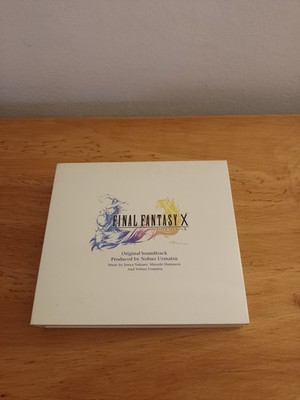 FINAL FANTASY X
Original Soundtrack
Produced by Nobuo Uematsu
Music by Junya Nakano, Masashi Hamauzu
And Nobuo Uematsu